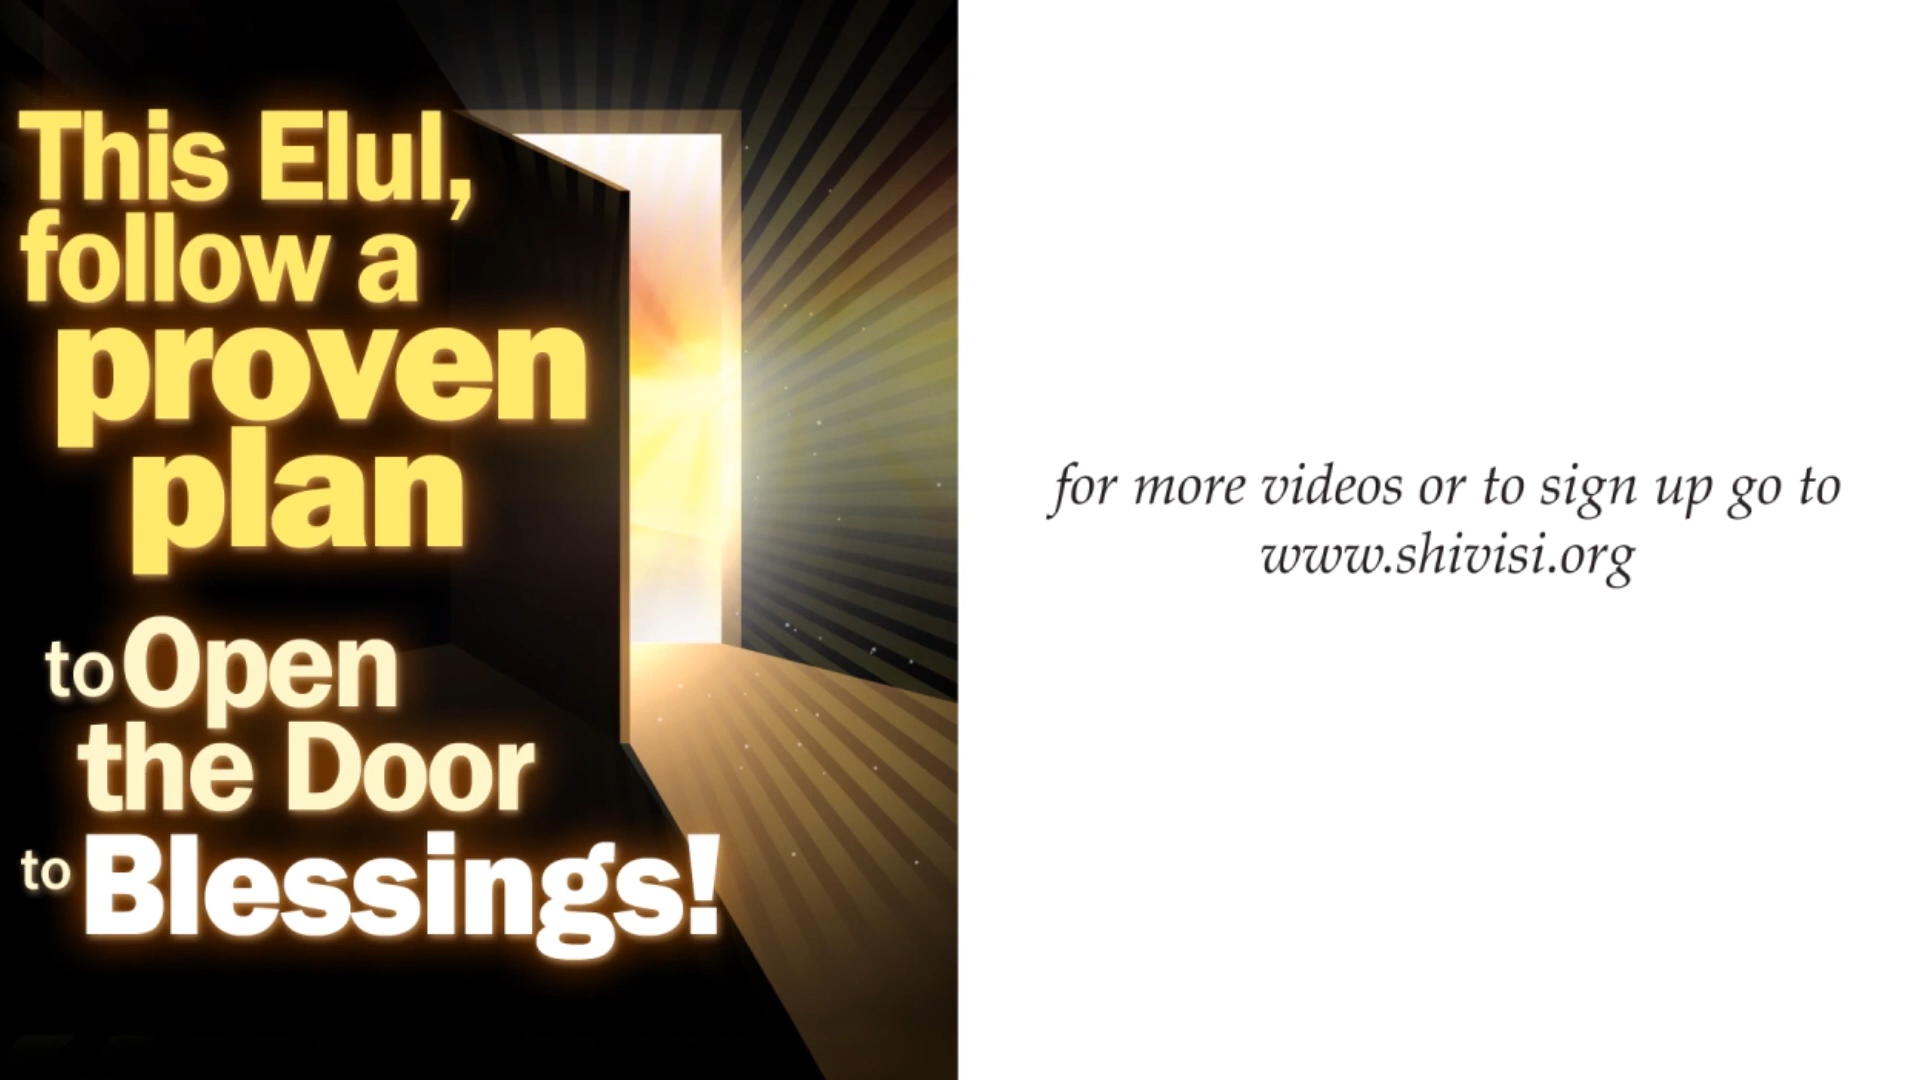 This Elul,
follow a
proven
plan
to Open
the Door
to Blessings!
for more videos or to sign up go to
www.shivisi.org